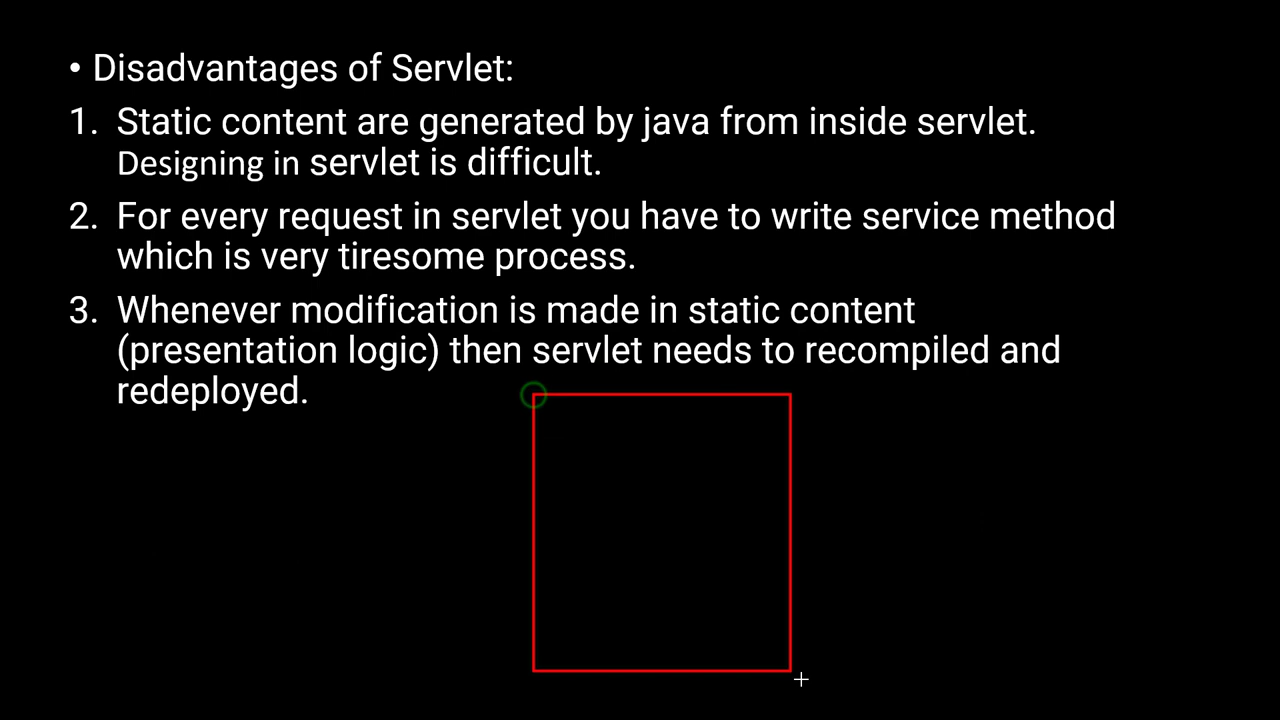 • Disadvantages of Servlet:
1. Static content are generated by java from inside servlet.
Designing in servlet is difficult.
2. For every request in servlet you have to write service method
which is very tiresome process.
3. Whenever modification is made in static content
(presentation logic) then servlet needs to recompiled and
redeployed.